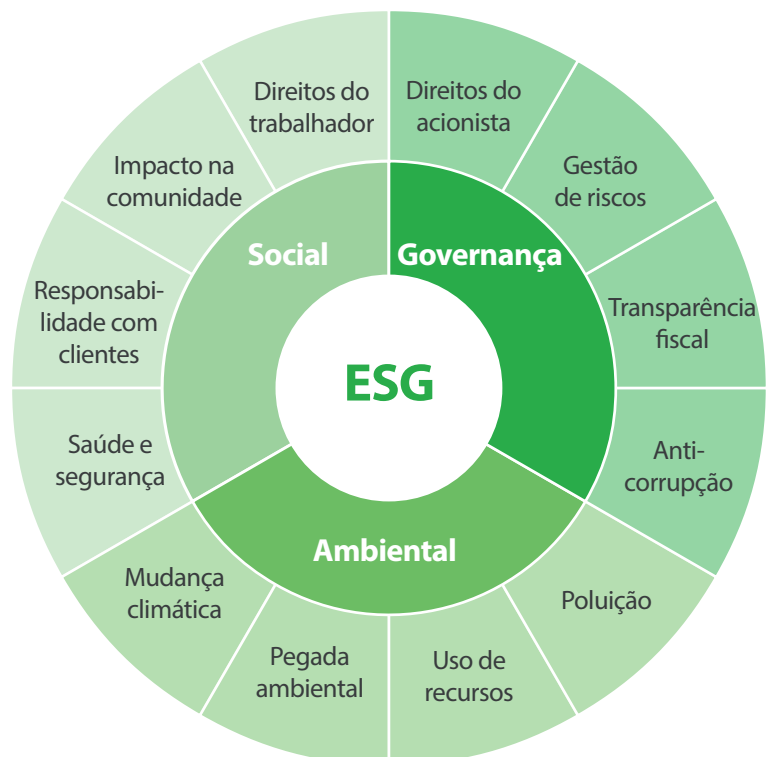 Direitos do
trabalhador
Direitos do
acionista
Impacto na
comunidade
Gestão
de riscos
Social
Governança
Responsabi-
lidade com
clientes
Transparência
fiscal
ESG
Saúde e
segurança
Anti-
corrupção
Ambiental
Mudança
climática
Poluição
Pegada
ambiental
Uso de
recursos